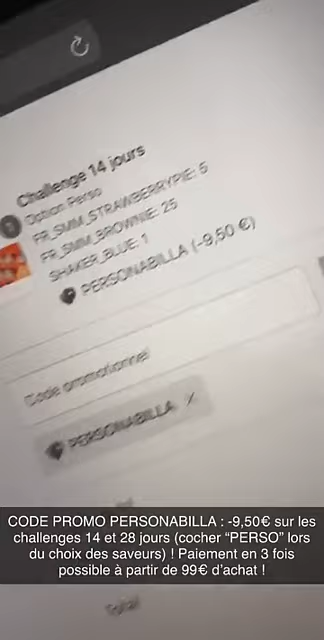 Challenge 14 jours
Option Perso
FR_SMM_STRAWBERRYPIE: 5
FR_SMM_BROWNIE: 25
SHAKER_BLUE: 1
PERSONABILLA (-9,50 €)
Code promotionnel
PERSONABILLA ×
CODE PROMO PERSONABILLA : -9,50€ sur les
challenges 14 et 28 jours (cocher “PERSO” lors
du choix des saveurs) ! Paiement en 3 fois
possible à partir de 99€ d’achat !